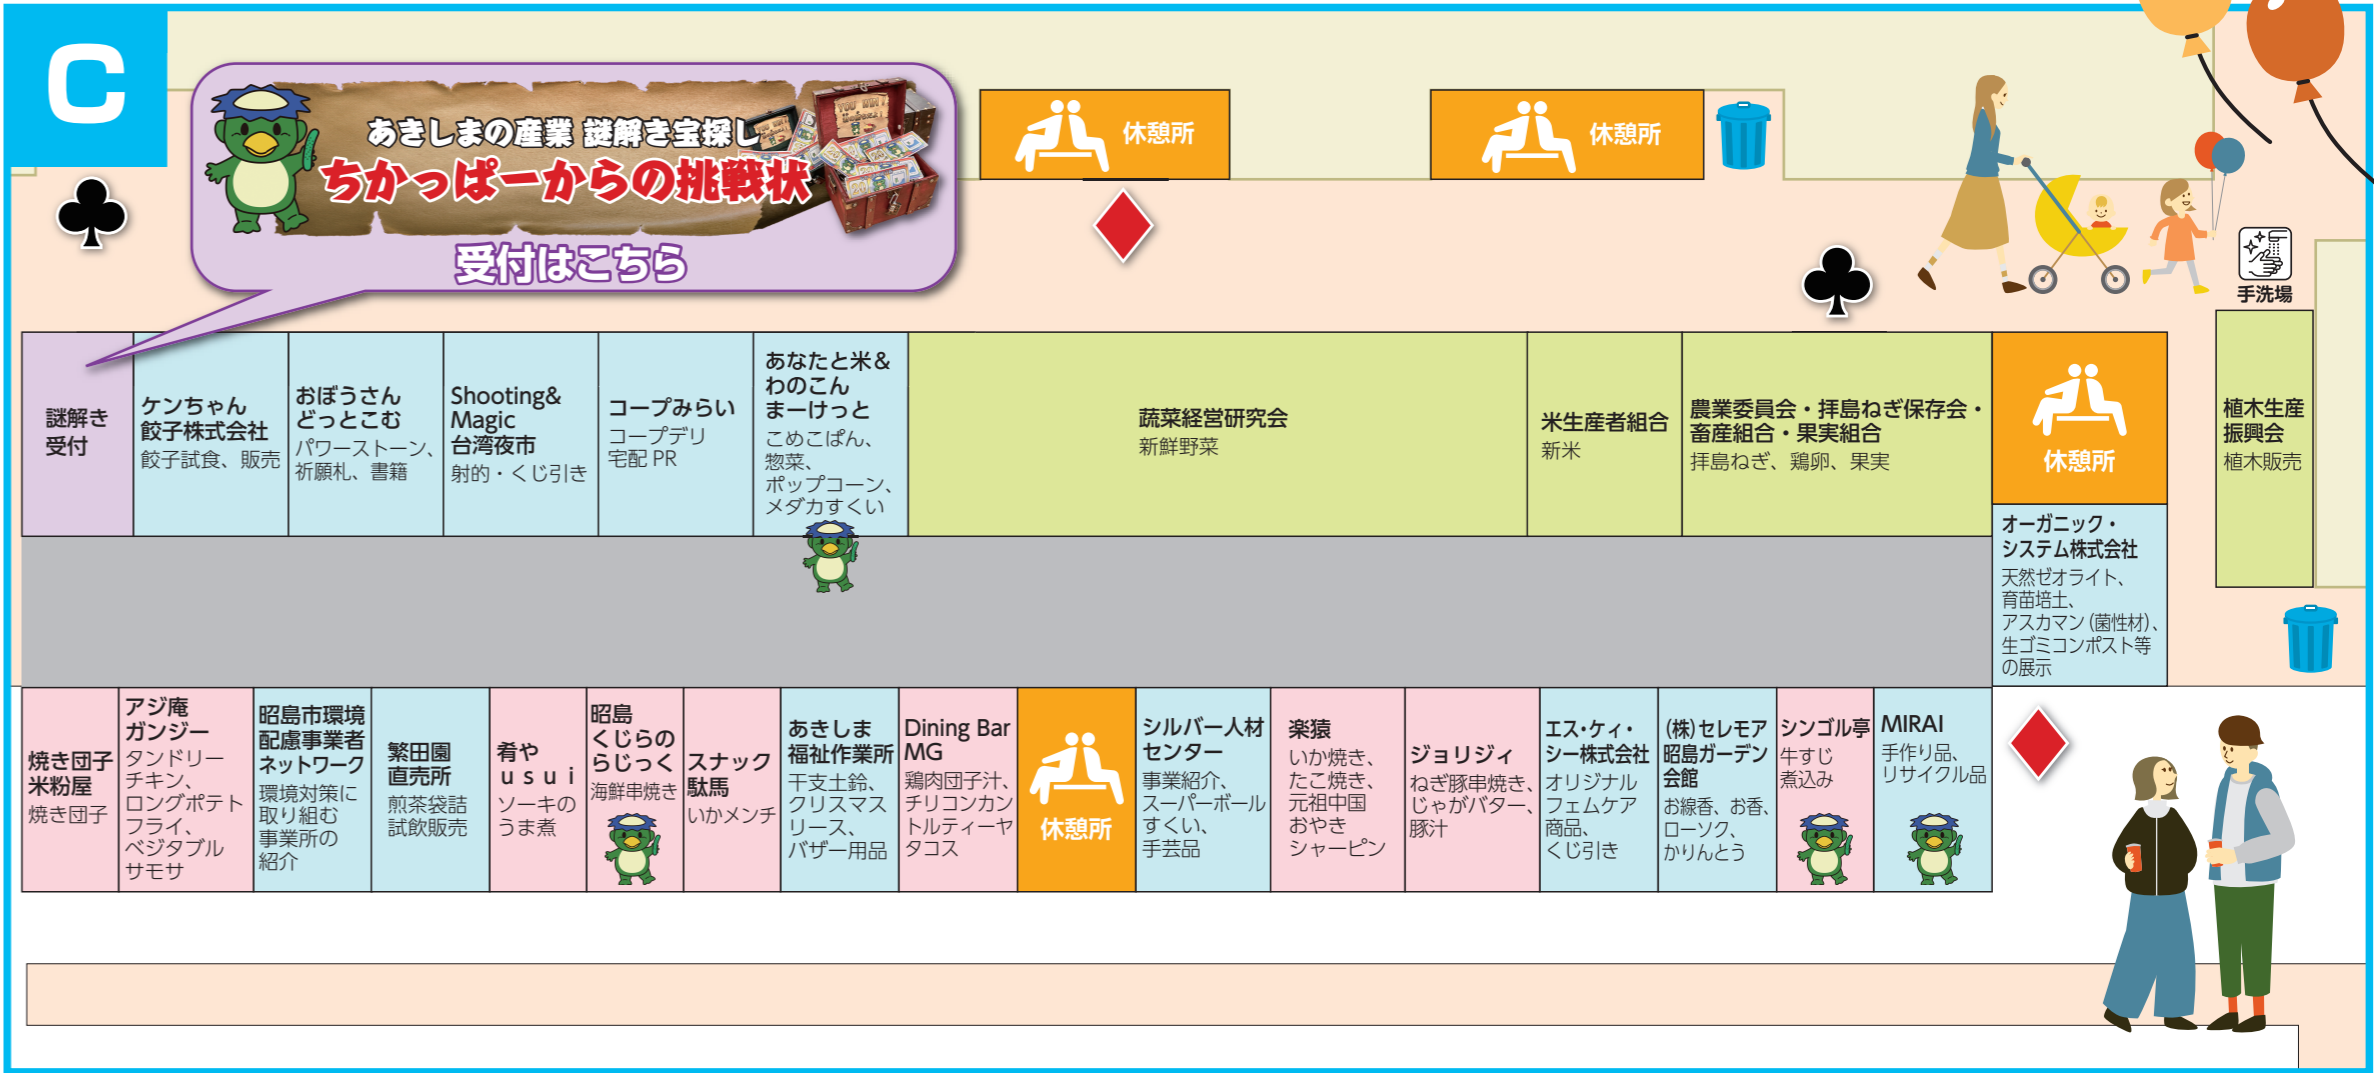 C
あきしまの産業 謎解き宝探し
ちかっぱーからの挑戦状
受付はこちら
休憩所
休憩所
手洗場
謎解き
受付
ケンちゃん
餃子株式会社
餃子試食、販売
おぼうさん
どっとこむ
パワーストーン、
祈願札、書籍
Shooting&
Magic
台湾夜市
射的・くじ引き
コープみらい
コープデリ
宅配 PR
あなたと米&
わのこん
まーけっと
こめこぱん、
惣菜、
ポップコーン、
メダカすくい
蔬菜経営研究会
新鮮野菜
米生産者組合
新米
農業委員会・拝島ねぎ保存会・
畜産組合・果実組合
拝島ねぎ、鶏卵、果実
休憩所
オーガニック・
システム株式会社
天然ゼオライト、
育苗培土、
アスカマン(菌性材)、
生ゴミコンポスト等
の展示
植木生産
振興会
植木販売
焼き団子
米粉屋
焼き団子
アジ庵
ガンジー
タンドリー
チキン、
ロングポテト
フライ、
ベジタブル
サモサ
昭島市環境
配慮事業者
ネットワーク
環境対策に
取り組む
事業所の
紹介
繁田園
直売所
煎茶袋詰
試飲販売
肴や
ｕｓｕｉ
ソーキの
うま煮
昭島
くじらの
らじっく
海鮮串焼き
スナック
駄馬
いかメンチ
あきしま
福祉作業所
干支土鈴、
クリスマス
リース、
バザー用品
Dining Bar
MG
鶏肉団子汁、
チリコンカン
トルティーヤ
タコス
休憩所
シルバー人材
センター
事業紹介、
スーパーボール
すくい、
手芸品
楽猿
いか焼き、
たこ焼き、
元祖中国
おやき
シャーピン
ジョリジィ
ねぎ豚串焼き、
じゃがバター、
豚汁
エス・ケィ・
シー株式会社
オリジナル
フェムケア
商品、
くじ引き
(株)セレモア
昭島ガーデン
会館
お線香、お香、
ローソク、
かりんとう
シンゴル亭
牛すじ
煮込み
MIRAI
手作り品、
リサイクル品